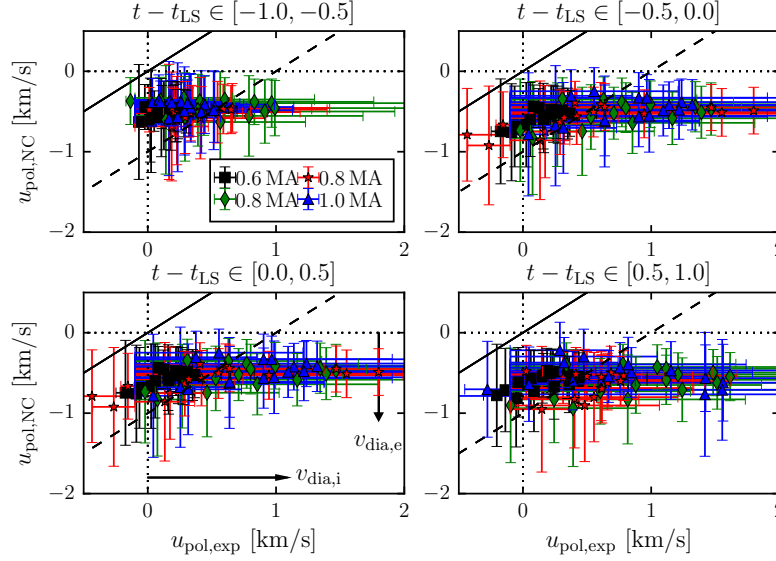 t − t_LS ∈ [−1.0, −0.5]
t − t_LS ∈ [−0.5, 0.0]
u_pol,NC [km/s]
0
−1
−2
0
1
2
0.6 MA
0.8 MA
0.8 MA
1.0 MA
0
−1
−2
0
1
2
t − t_LS ∈ [0.0, 0.5]
t − t_LS ∈ [0.5, 1.0]
u_pol,NC [km/s]
0
−1
−2
v_dia,e
v_dia,i
0
1
2
u_pol,exp [km/s]
0
−1
−2
0
1
2
u_pol,exp [km/s]